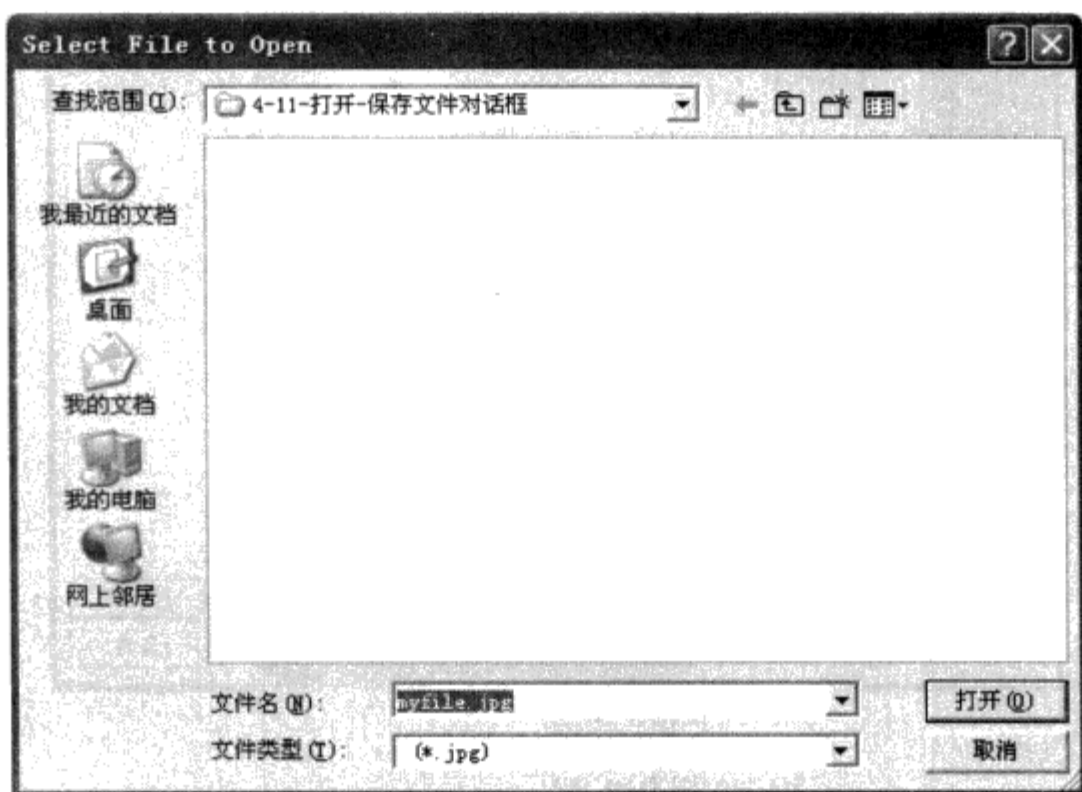 Select File to Open
查找范围(I): 4-11-打开-保存文件对话框
我最近的文档
桌面
我的文档
我的电脑
网上邻居
文件名(N): myfile.jpg 打开(O)
文件类型(T): (*.jpg) 取消